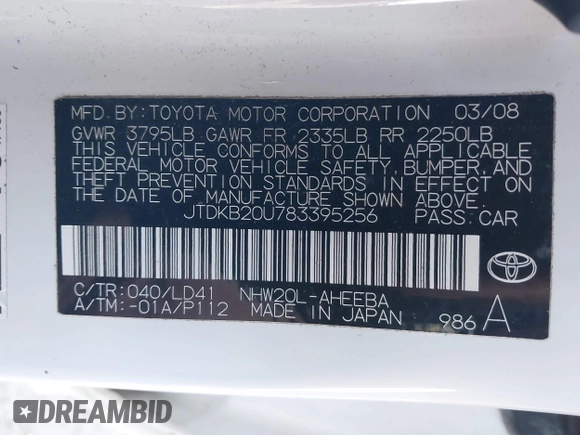 MFD.BY:TOYOTA MOTOR CORPORATION 03/08
GVWR 3795LB GAWR FR 2335LB RR 2250LB
THIS VEHICLE CONFORMS TO ALL APPLICABLE
FEDERAL MOTOR VEHICLE SAFETY, BUMPER, AND
THEFT PREVENTION STANDARDS IN EFFECT ON
THE DATE OF MANUFACTURE SHOWN ABOVE.
JTDKB20U783395256 PASS.CAR
C/TR:040/LD41 NHW20L-AHEEBA
A/TM:-01A/P112 MADE IN JAPAN 986 A
DREAMBID